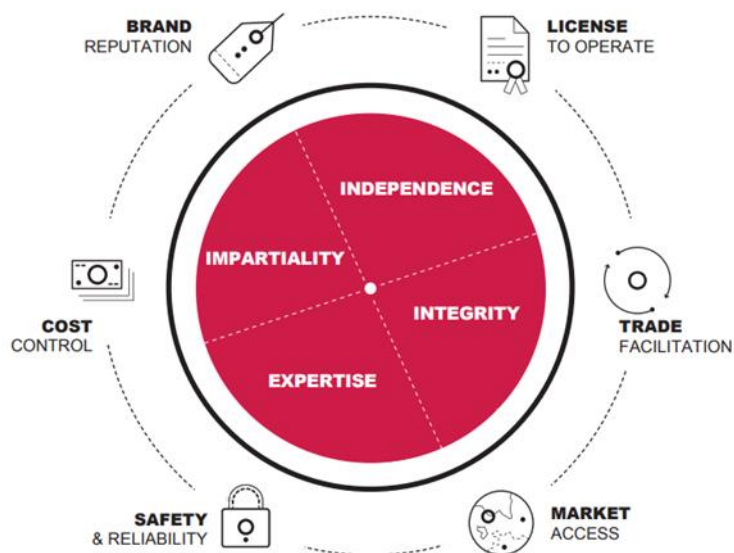 BRAND
REPUTATION
LICENSE
TO OPERATE
INDEPENDENCE
IMPARTIALITY
INTEGRITY
EXPERTISE
COST
CONTROL
TRADE
FACILITATION
SAFETY
& RELIABILITY
MARKET
ACCESS